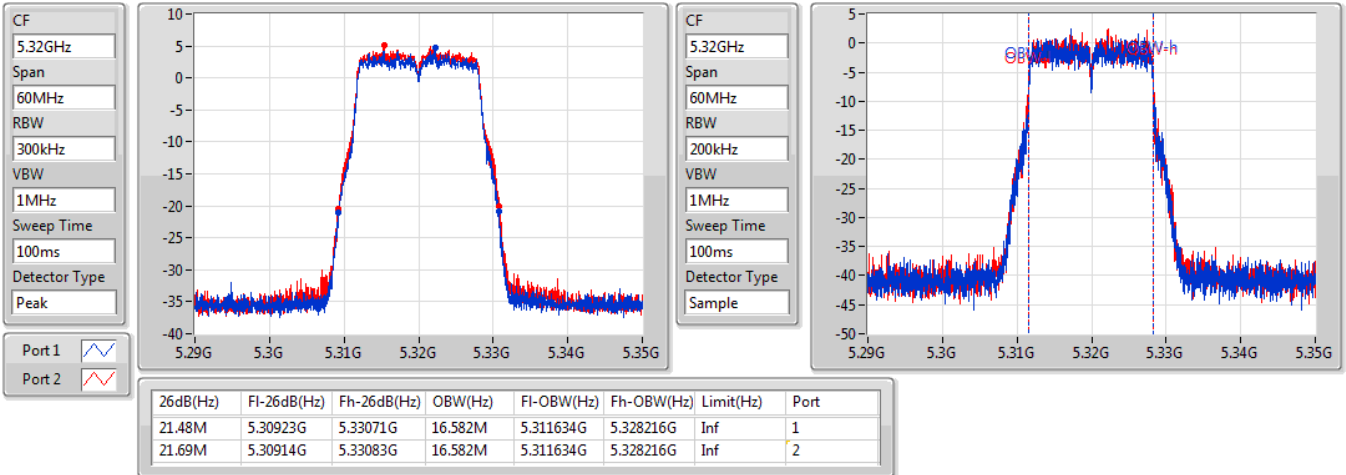 CF
5.32GHz
Span
60MHz
RBW
300kHz
VBW
1MHz
Sweep Time
100ms
Detector Type
Peak
Port 1
Port 2
10
5
0
-5
-10
-15
-20
-25
-30
-35
-40
5.29G 5.3G 5.31G 5.32G 5.33G 5.34G 5.35G
CF
5.32GHz
Span
60MHz
RBW
200kHz
VBW
1MHz
Sweep Time
100ms
Detector Type
Sample
5
0
-5
-10
-15
-20
-25
-30
-35
-40
-45
-50
5.29G 5.3G 5.31G 5.32G 5.33G 5.34G 5.35G
OBW-h
26dB(Hz) Fl-26dB(Hz) Fh-26dB(Hz) OBW(Hz) Fl-OBW(Hz) Fh-OBW(Hz) Limit(Hz) Port
21.48M 5.30923G 5.33071G 16.582M 5.311634G 5.328216G Inf 1
21.69M 5.30914G 5.33083G 16.582M 5.311634G 5.328216G Inf 2